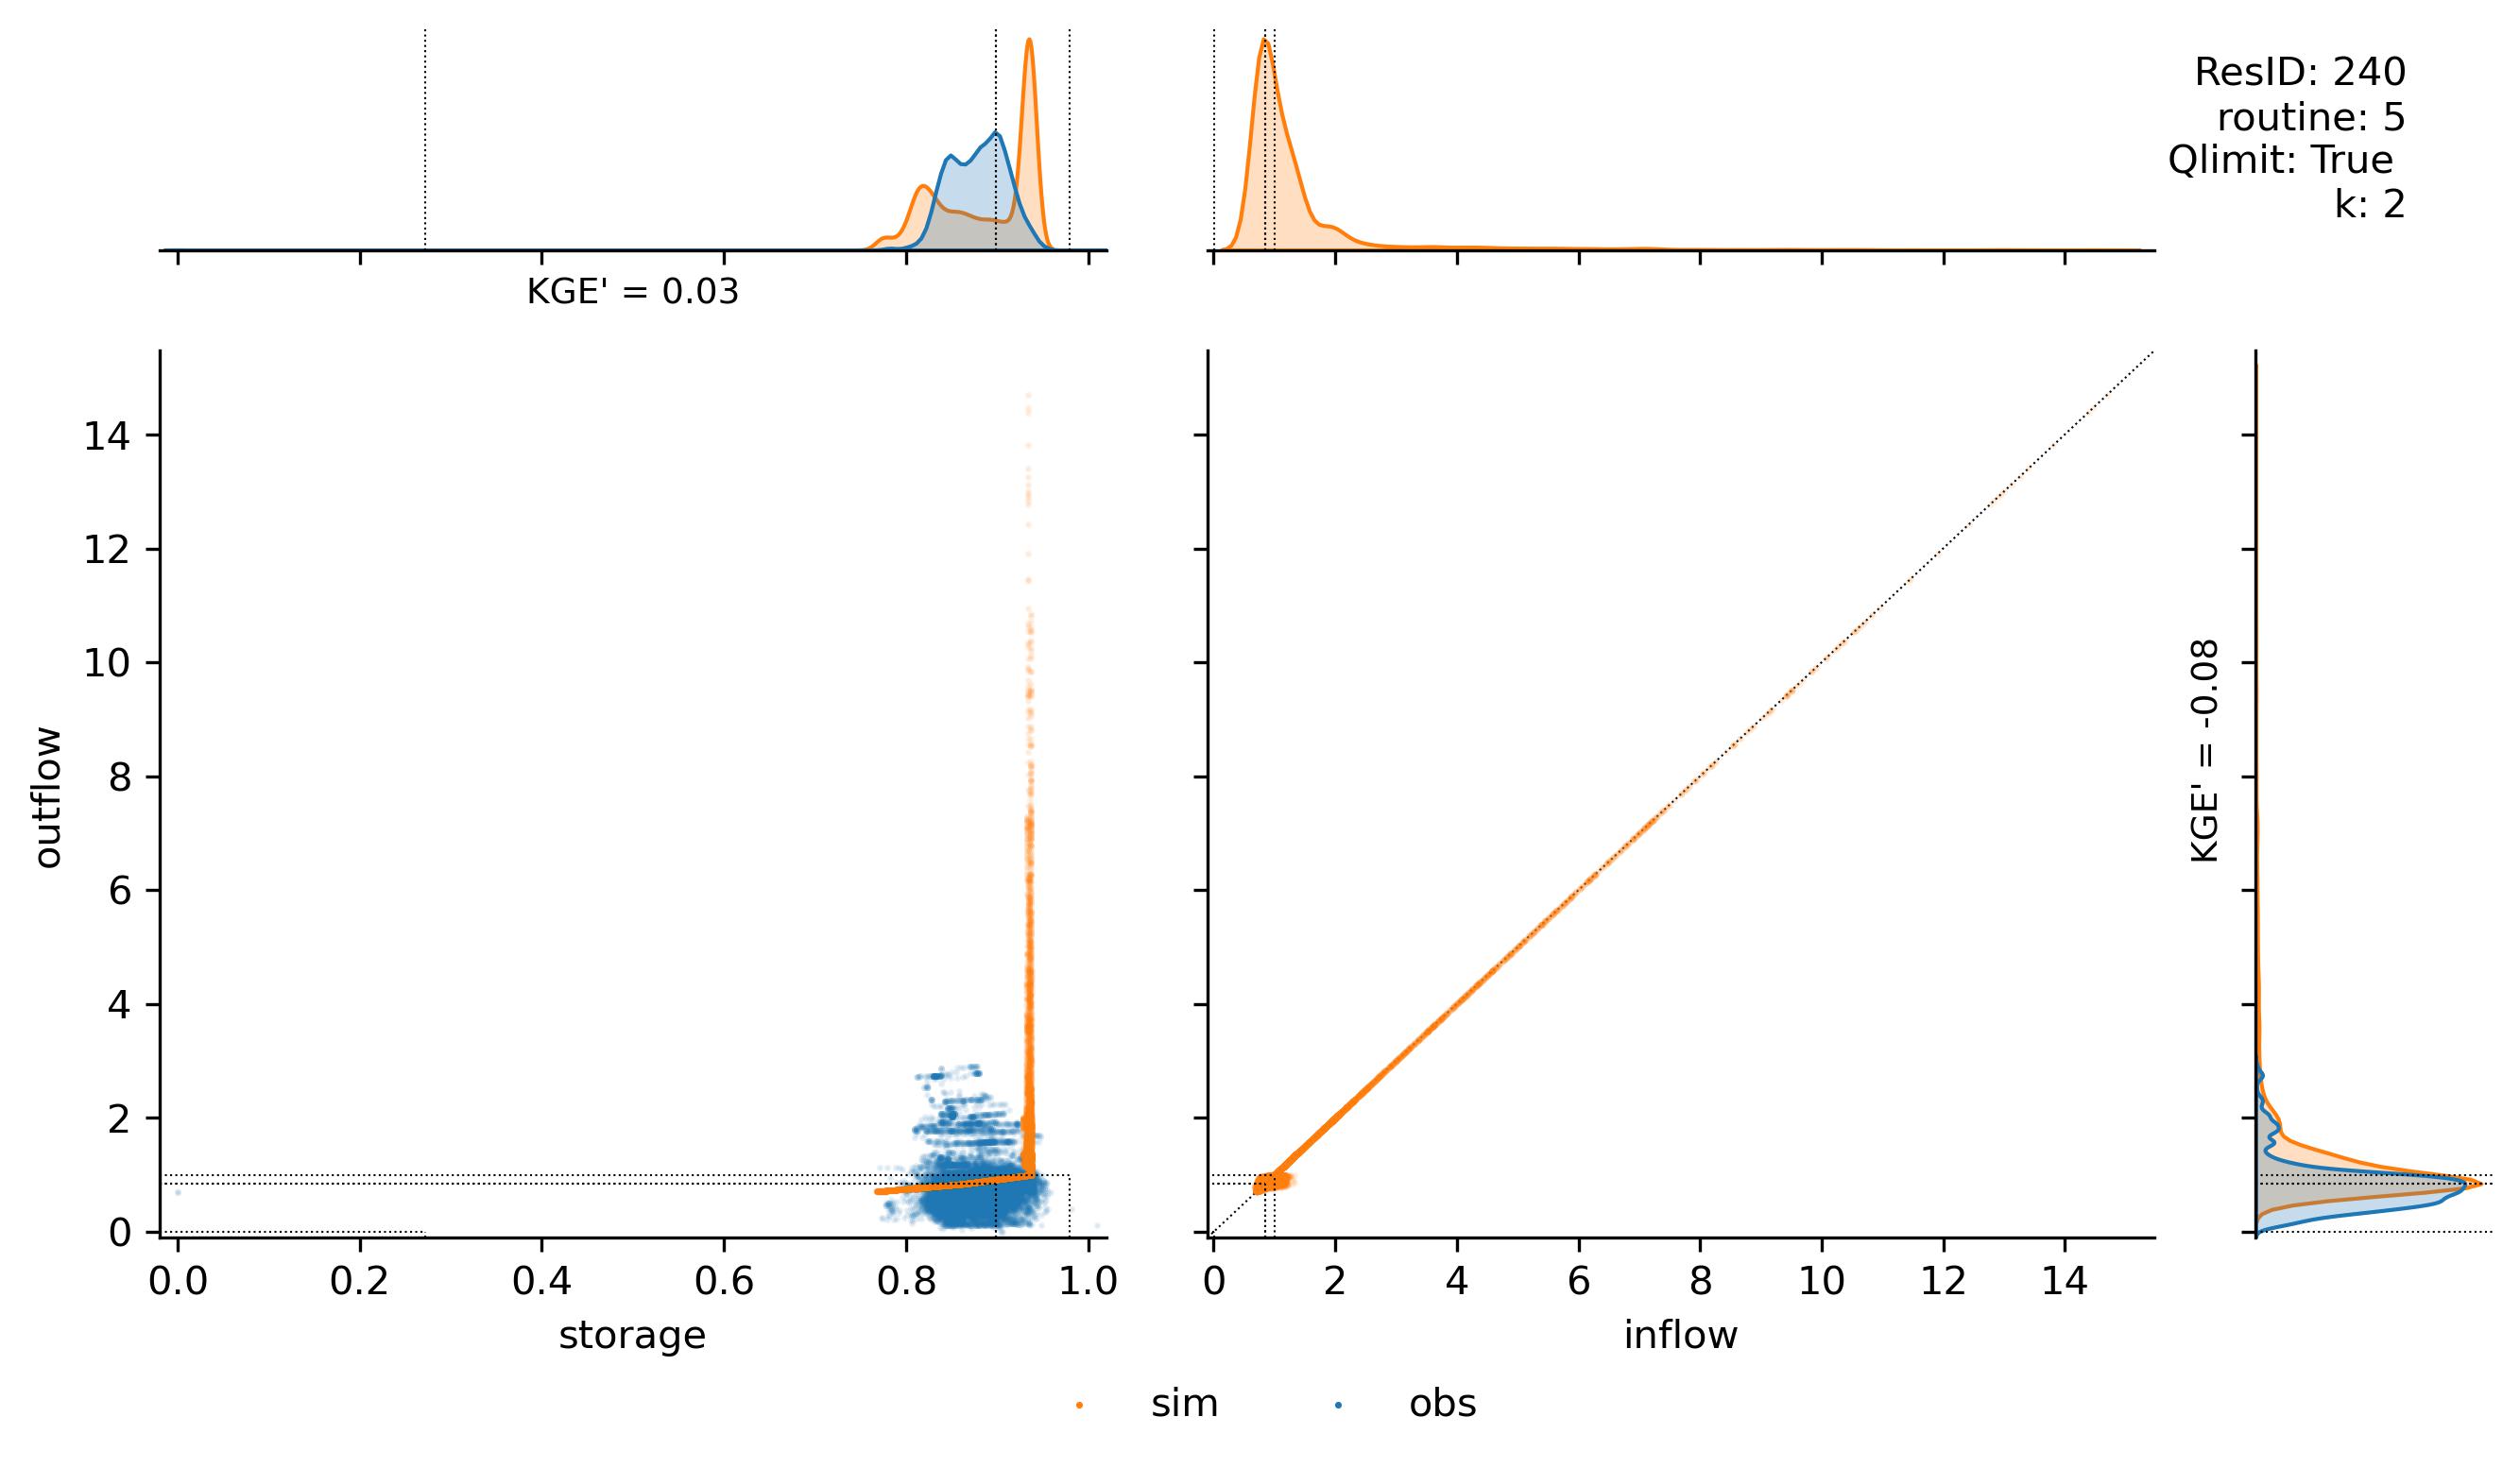 ResID: 240
routine: 5
Qlimit: True
k: 2
KGE' = 0.03
14
12
10
8
6
4
2
0
outflow
KGE' = -0.08
0.0 0.2 0.4 0.6 0.8 1.0
storage
0 2 4 6 8 10 12 14
inflow
sim obs